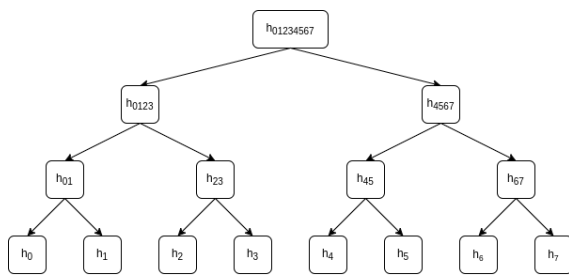 h₀₁₂₃₄₅₆₇
h₀₁₂₃ h₄₅₆₇
h₀₁ h₂₃ h₄₅ h₆₇
h₀ h₁ h₂ h₃ h₄ h₅ h₆ h₇